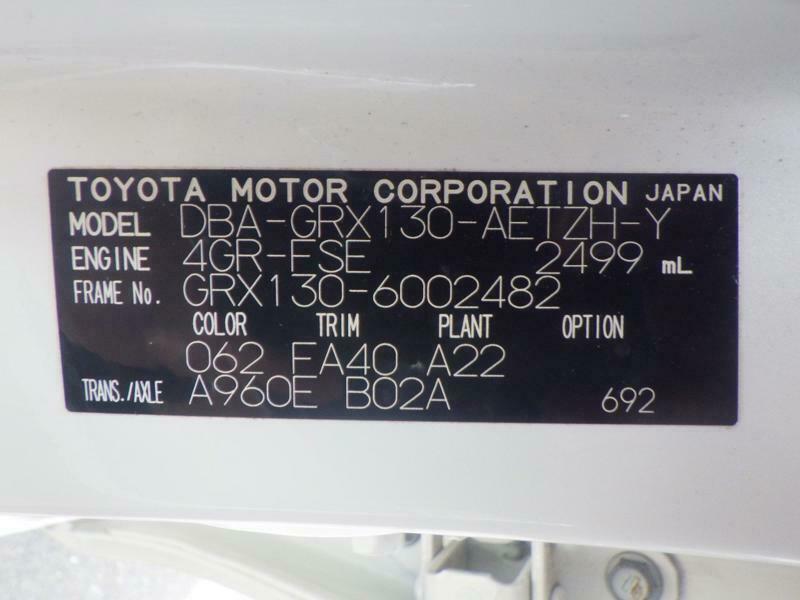 TOYOTA MOTOR CORPORATION JAPAN
MODEL DBA-GRX130-AETZH-Y
ENGINE 4GR-FSE 2499 mL
FRAME No. GRX130-6002482
COLOR TRIM PLANT OPTION
062 FA40 A22
TRANS./AXLE A960E B02A 692